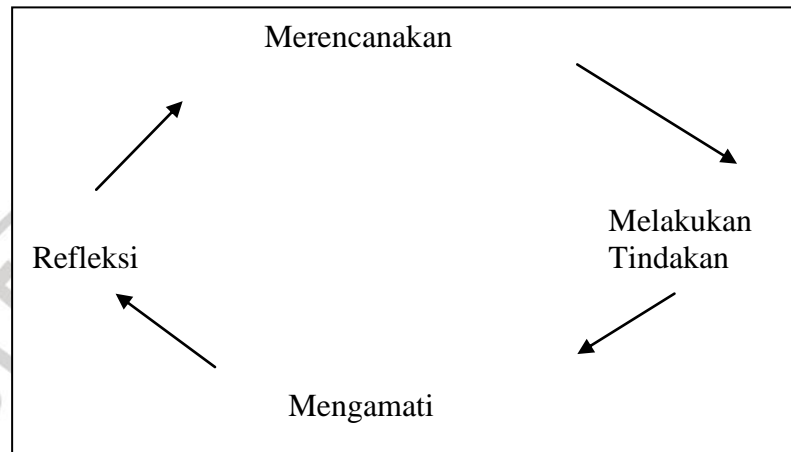 Merencanakan
Melakukan
Tindakan
Refleksi
Mengamati